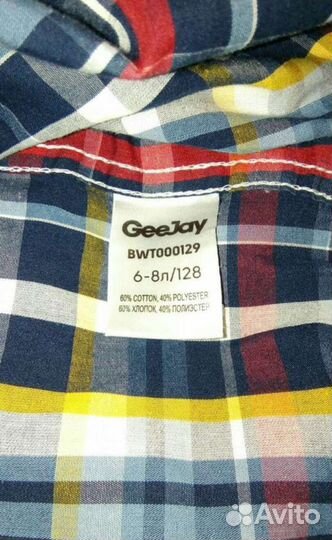 GeeJay
BWT000129
6-8л/128
60% COTTON, 40% POLYESTER
60% ХЛОПОК, 40% ПОЛИЭСТЕР
Avito